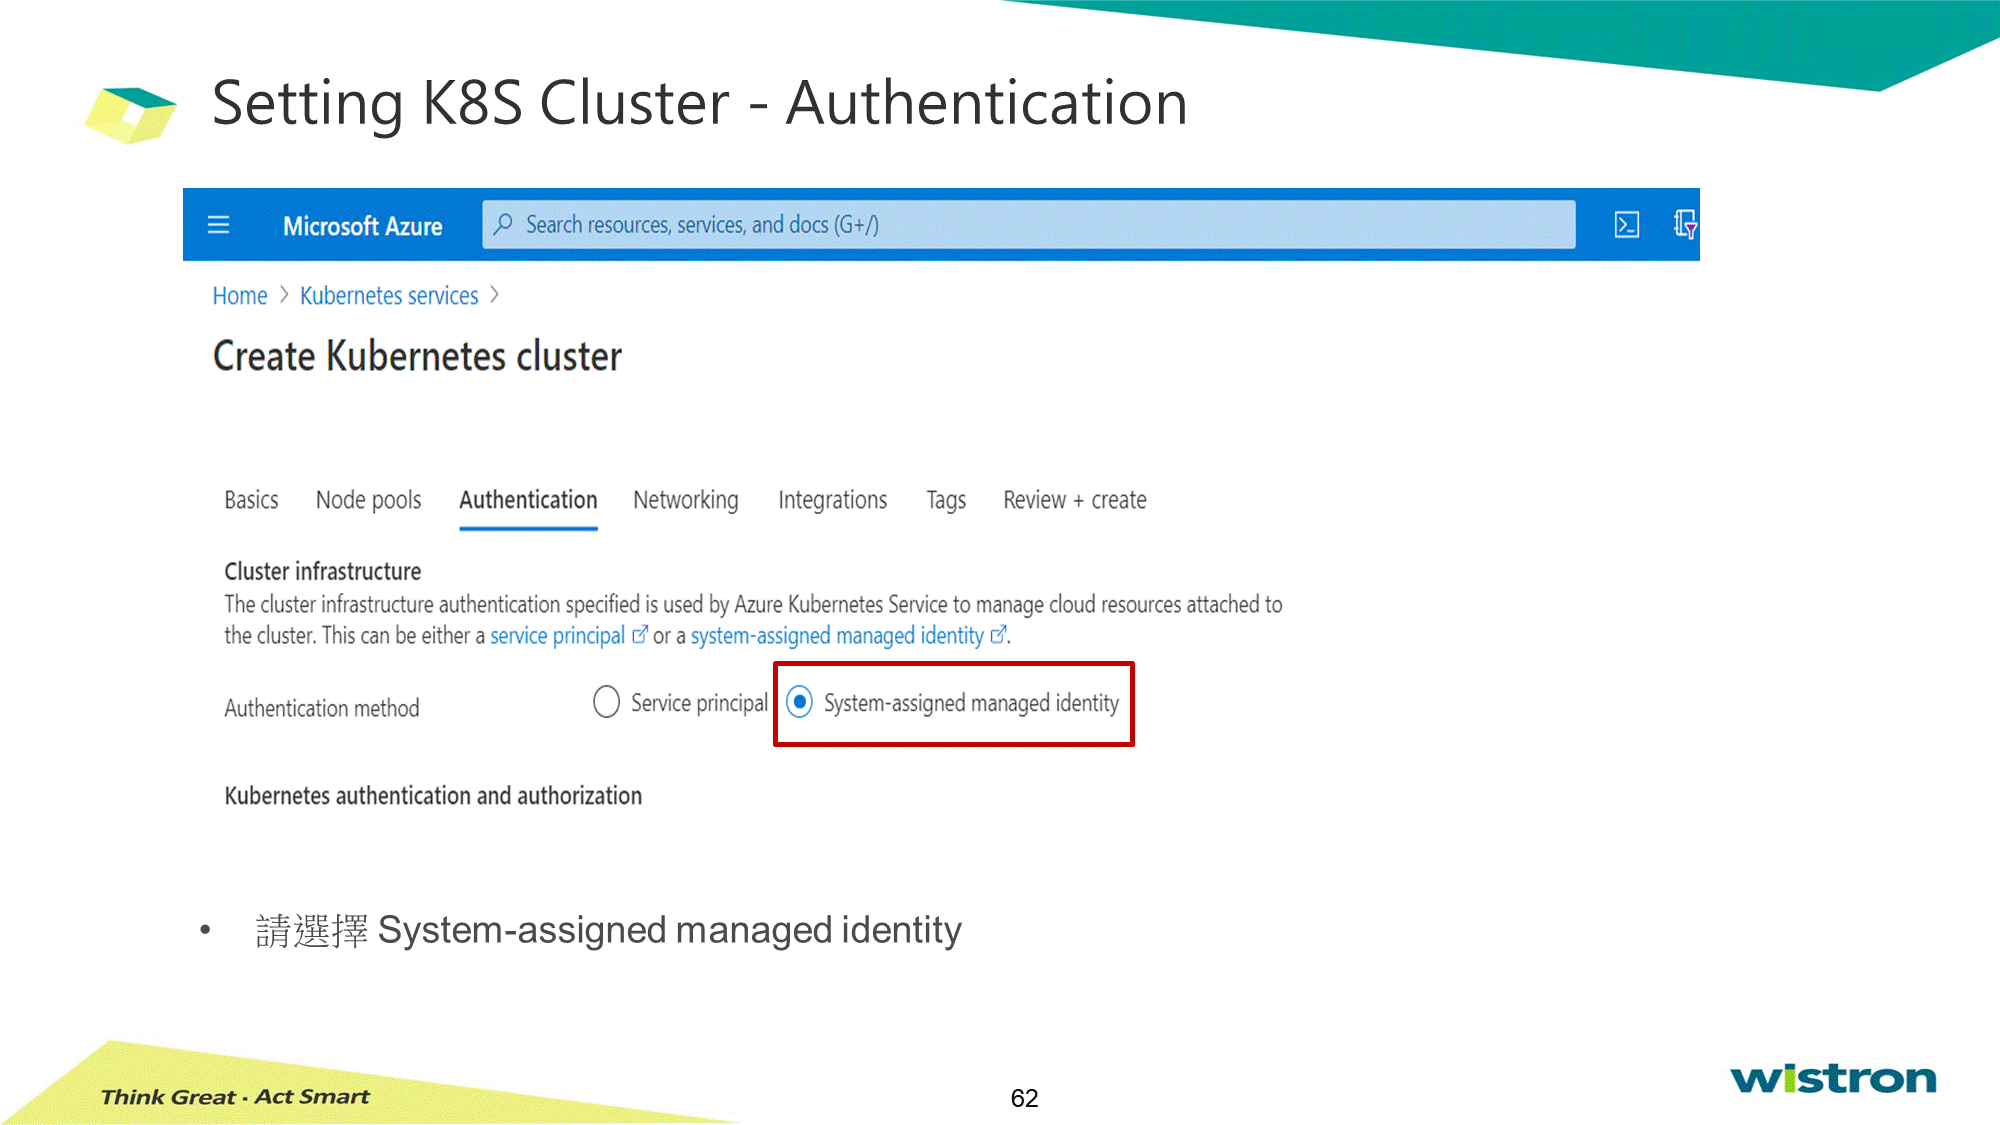 Setting K8S Cluster - Authentication
Microsoft Azure
Search resources, services, and docs (G+/)
Home > Kubernetes services >
Create Kubernetes cluster
Basics Node pools Authentication Networking Integrations Tags Review + create
Cluster infrastructure
The cluster infrastructure authentication specified is used by Azure Kubernetes Service to manage cloud resources attached to
the cluster. This can be either a service principal or a system-assigned managed identity .
Authentication method Service principal System-assigned managed identity
Kubernetes authentication and authorization
• 請選擇 System-assigned managed identity
Think Great · Act Smart
62
wistron